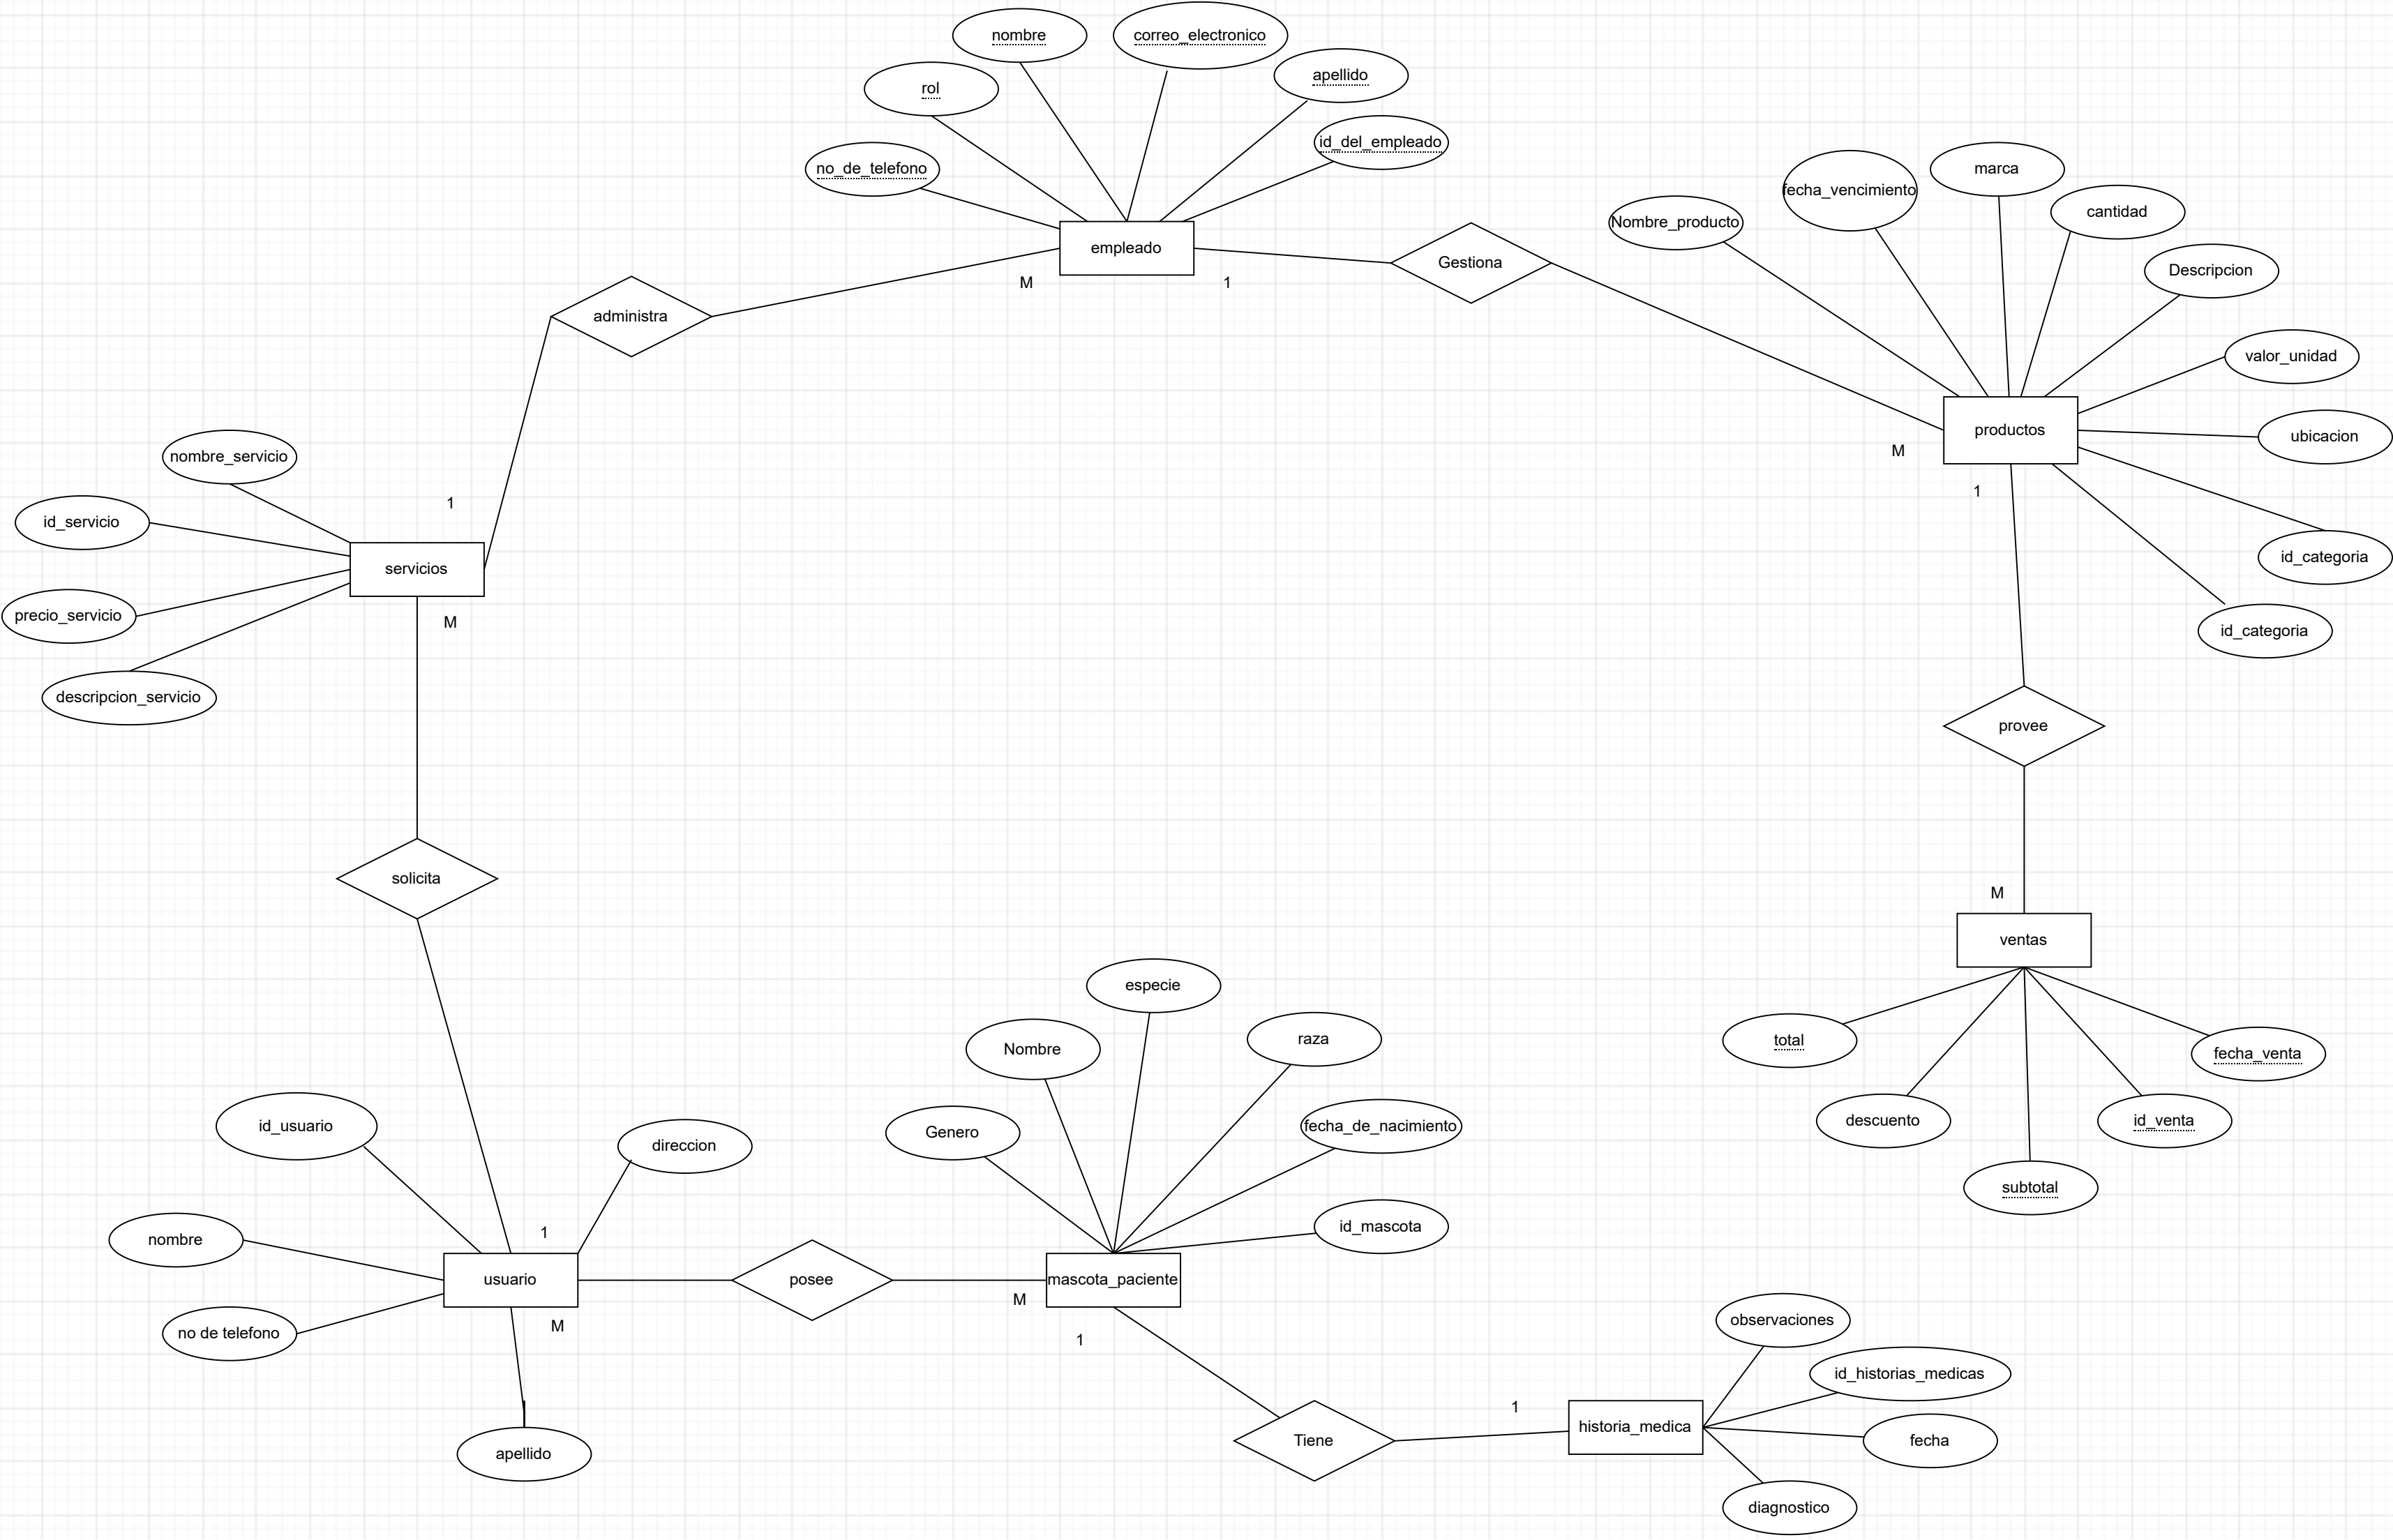 nombre
correo_electronico
apellido
rol
id_del_empleado
no_de_telefono
empleado
M
1
Gestiona
administra
fecha_vencimiento
marca
Nombre_producto
cantidad
Descripcion
valor_unidad
productos
ubicacion
M
1
id_categoria
id_categoria
nombre_servicio
id_servicio
1
servicios
precio_servicio
M
descripcion_servicio
provee
solicita
M
ventas
total
fecha_venta
descuento
id_venta
subtotal
especie
Nombre
raza
Genero
fecha_de_nacimiento
id_mascota
id_usuario
direccion
nombre
1
usuario
posee
mascota_paciente
M
M
1
no de telefono
apellido
Tiene
1
historia_medica
observaciones
id_historias_medicas
fecha
diagnostico